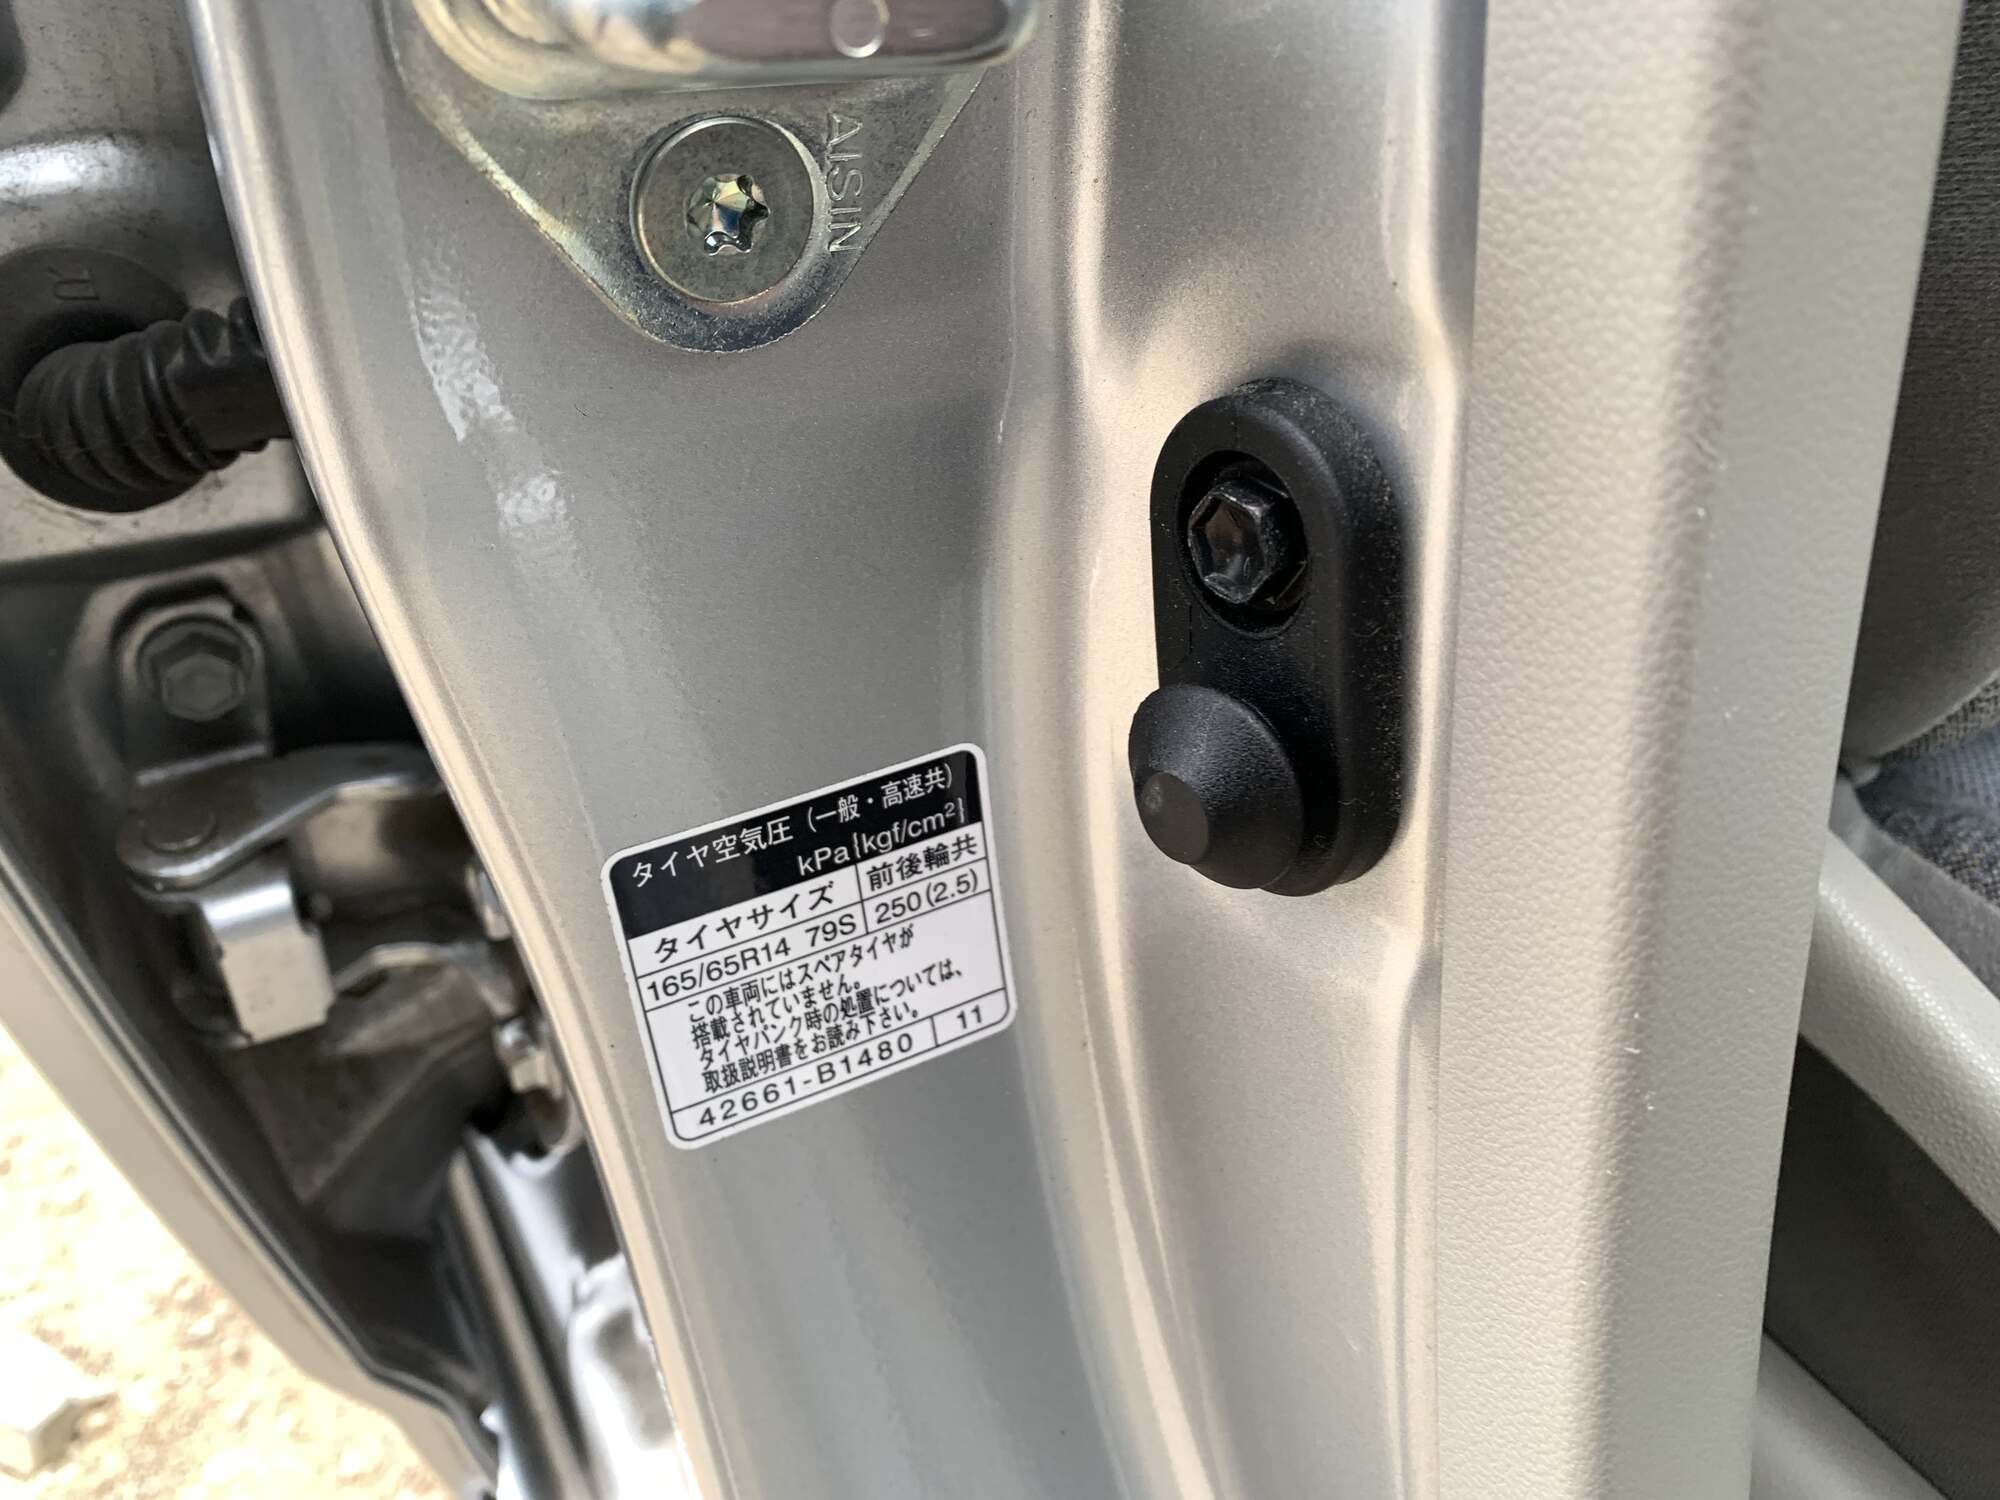 AISIN
タイヤ空気圧（一般・高速共）
kPa{kgf/cm²}
タイヤサイズ 前後輪共
165/65R14 79S 250(2.5)
この車両にはスペアタイヤが
搭載されていません。
タイヤパンク時の処置については、
取扱説明書をお読み下さい。
42661-B1480 11